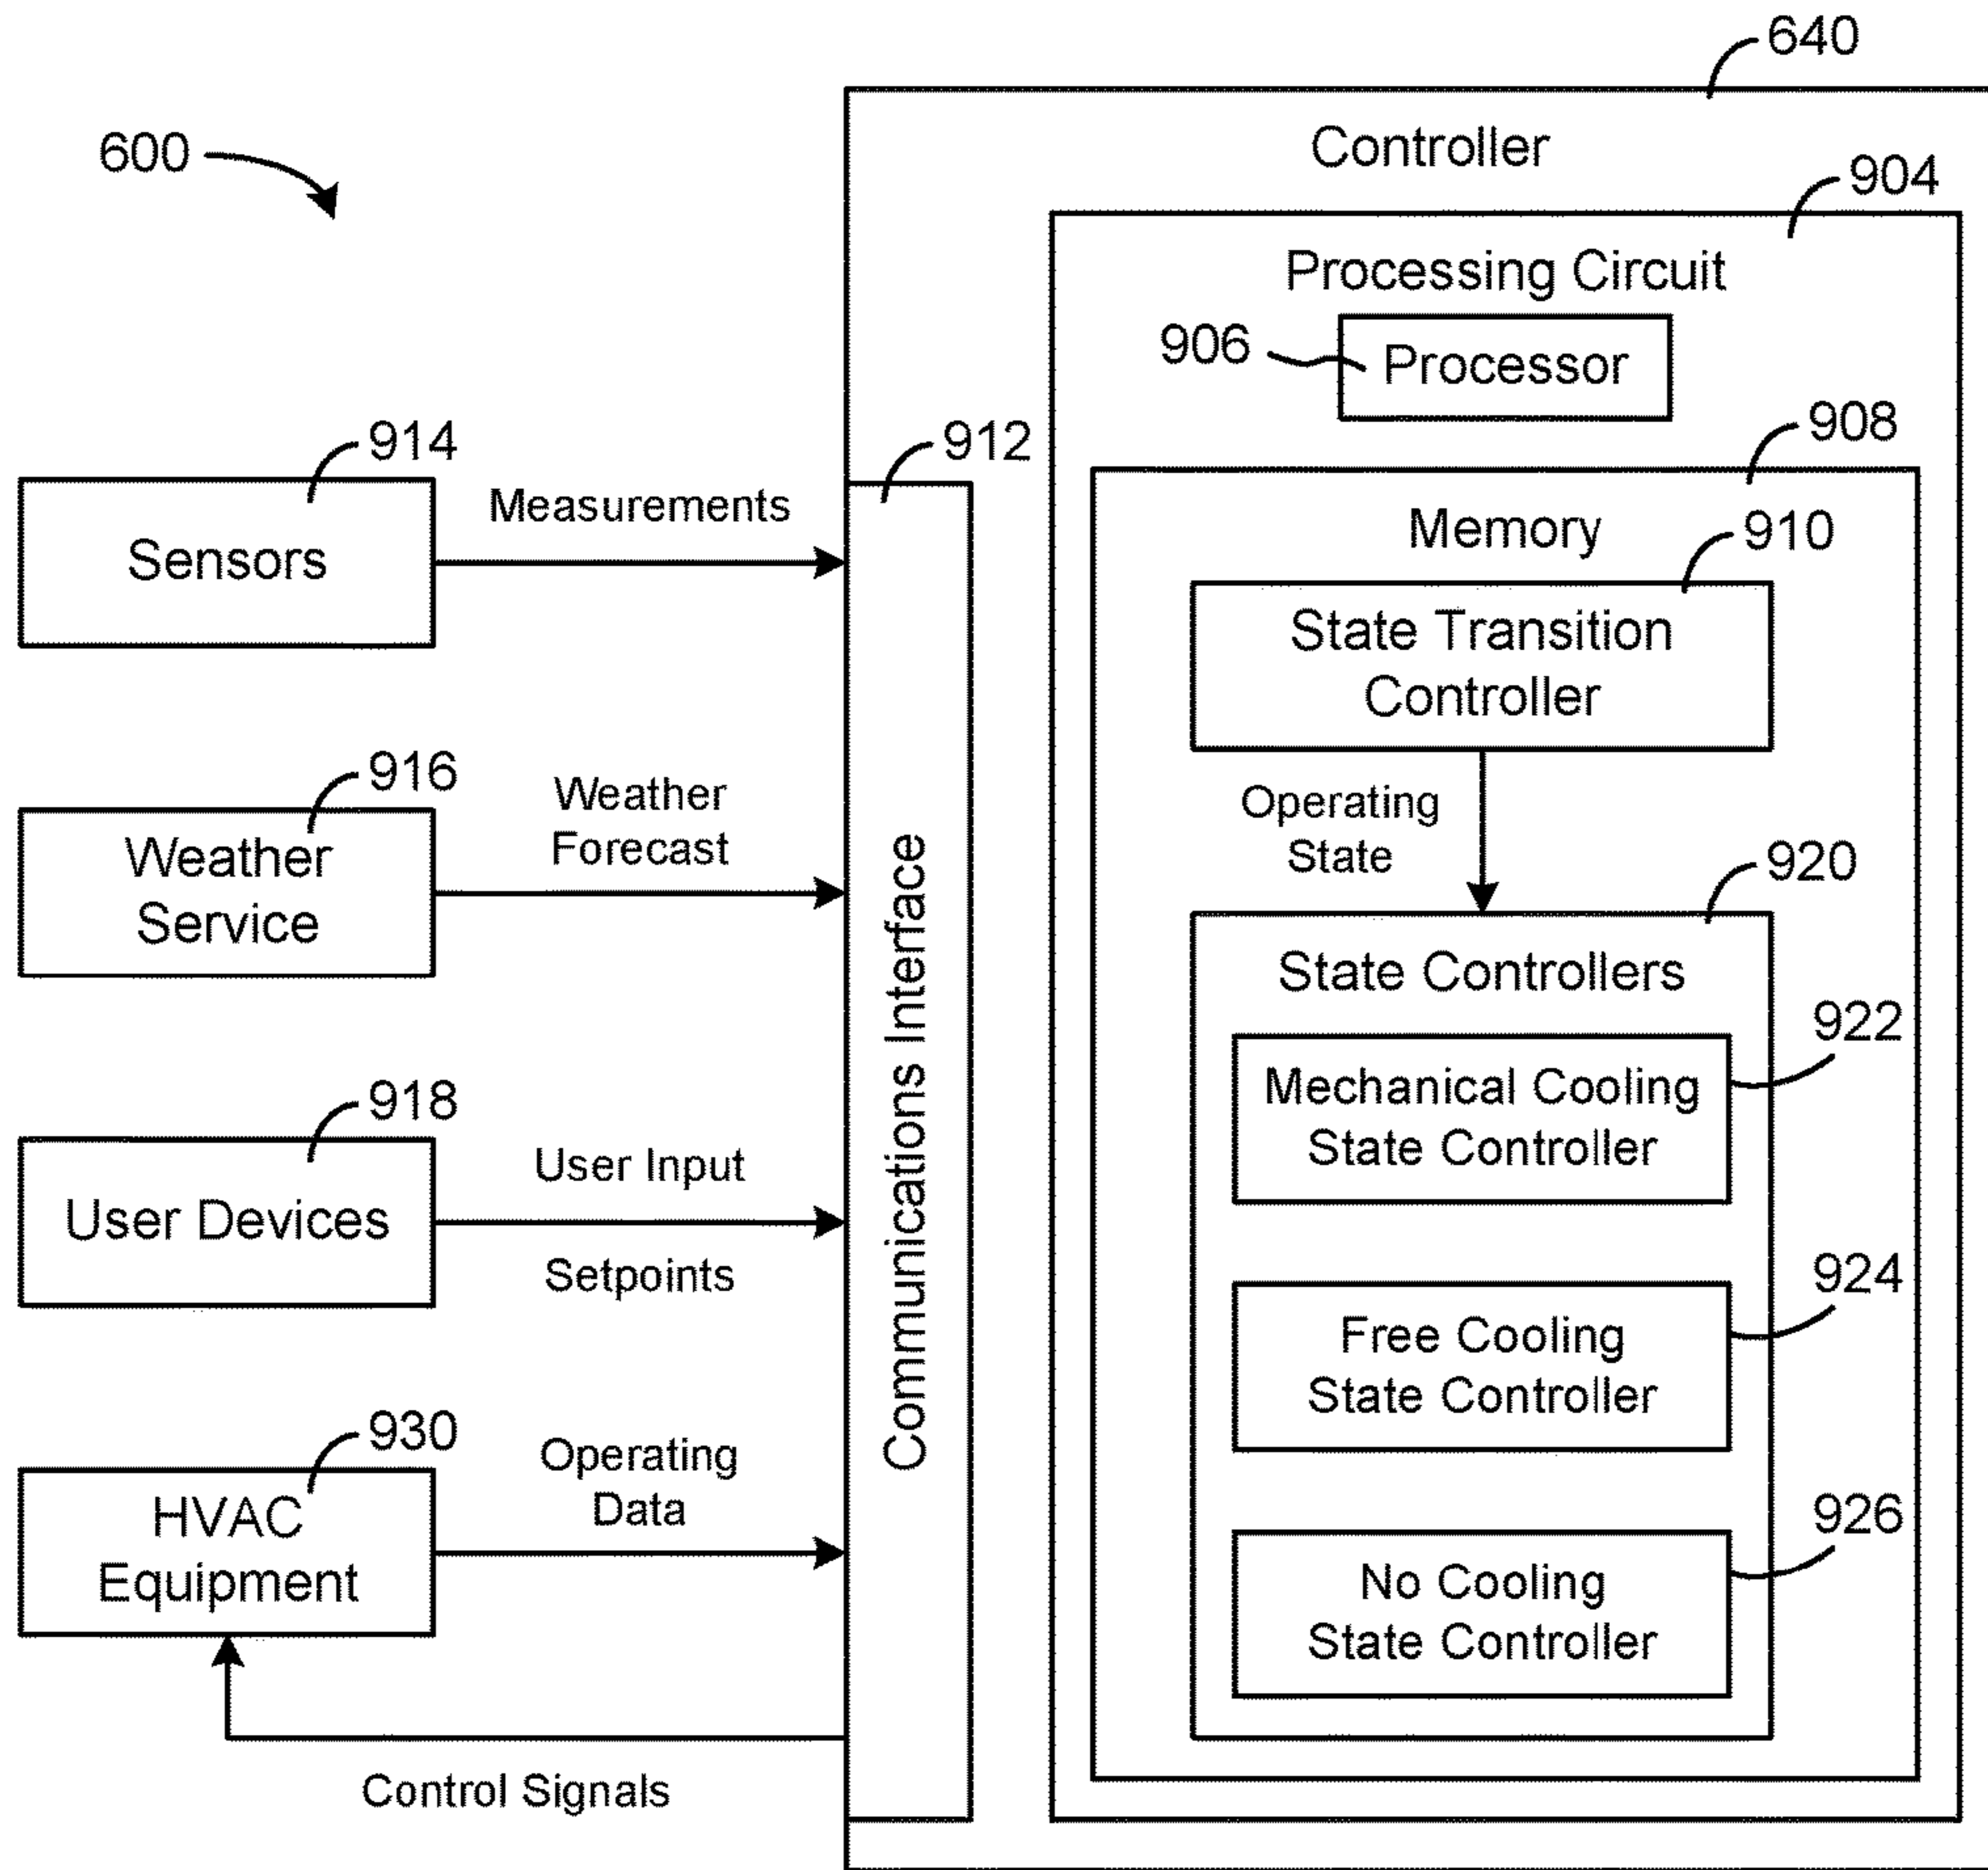 640
Controller
600
904
Processing Circuit
906
Processor
908
914
912
Measurements
Sensors
Memory
910
State Transition
Controller
916
Weather
Forecast
Weather
Service
Operating
State
920
Communications Interface
State Controllers
922
Mechanical Cooling
State Controller
918
User Input
User Devices
Setpoints
924
Free Cooling
State Controller
930
Operating
Data
HVAC
Equipment
926
No Cooling
State Controller
Control Signals